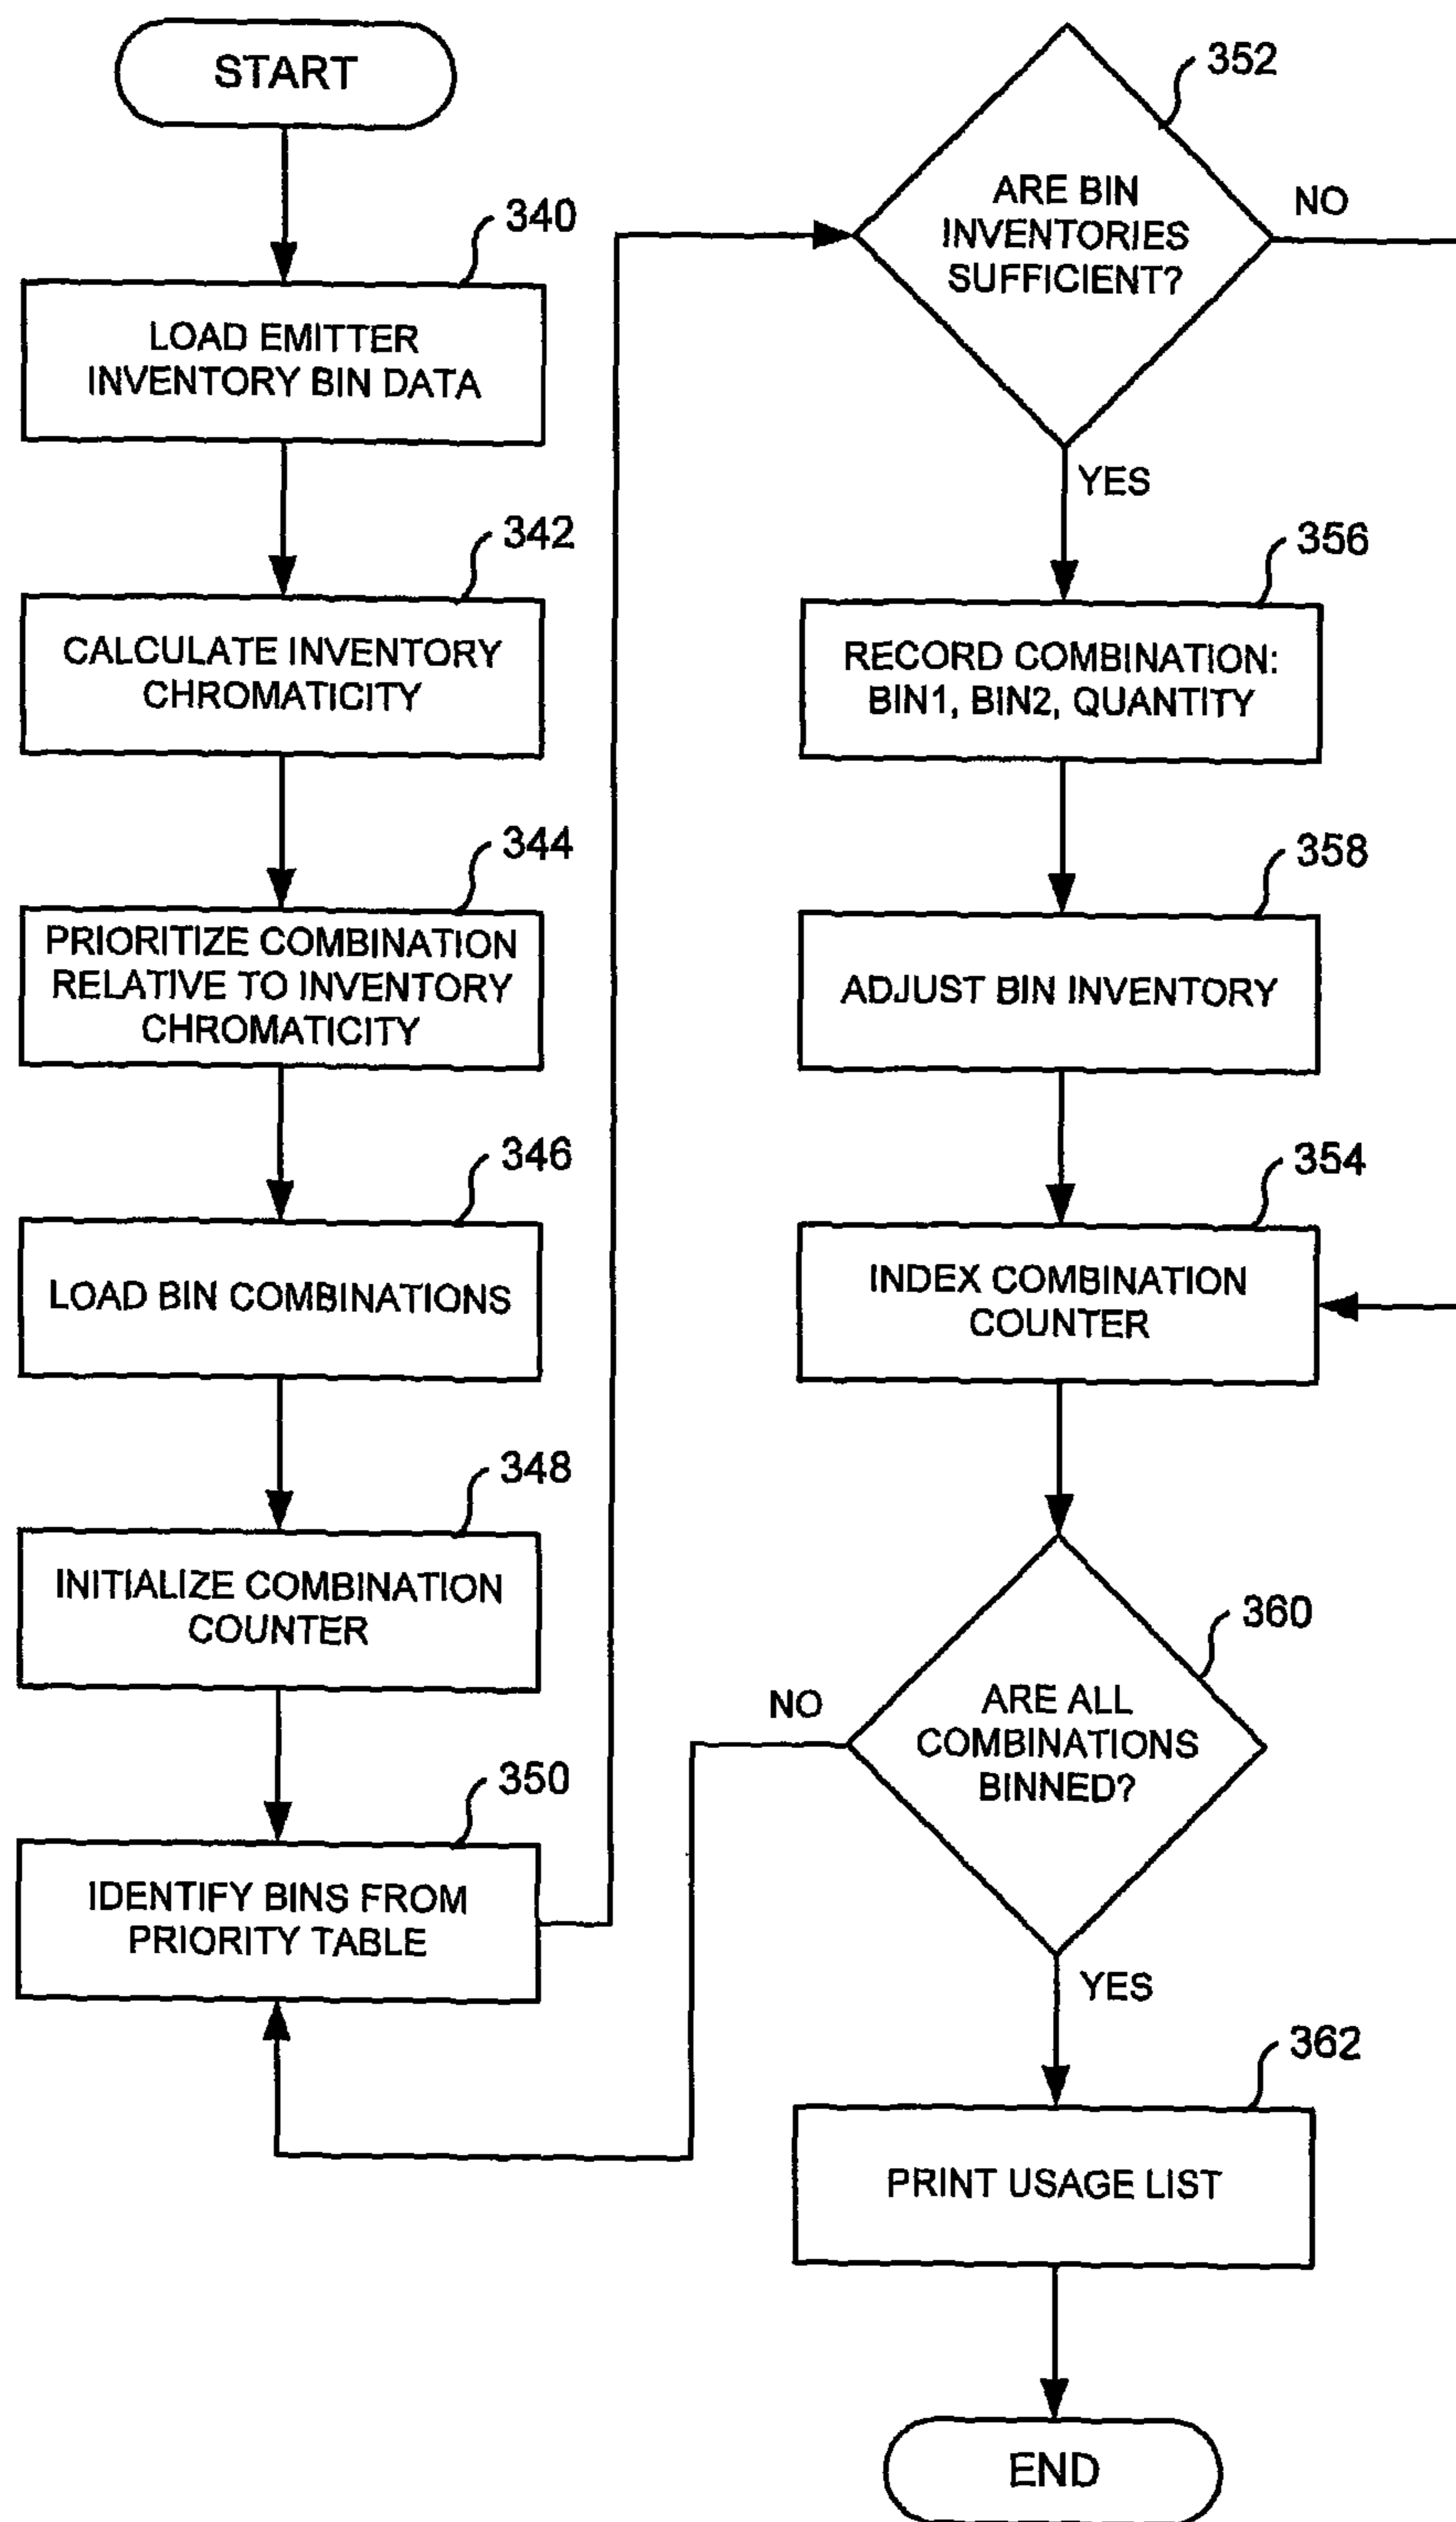 START
340
LOAD EMITTER
INVENTORY BIN DATA
342
CALCULATE INVENTORY
CHROMATICITY
344
PRIORITIZE COMBINATION
RELATIVE TO INVENTORY
CHROMATICITY
346
LOAD BIN COMBINATIONS
348
INITIALIZE COMBINATION
COUNTER
350
IDENTIFY BINS FROM
PRIORITY TABLE
352
ARE BIN
INVENTORIES
SUFFICIENT?
NO
YES
356
RECORD COMBINATION:
BIN1, BIN2, QUANTITY
358
ADJUST BIN INVENTORY
354
INDEX COMBINATION
COUNTER
360
ARE ALL
COMBINATIONS
BINNED?
NO
YES
362
PRINT USAGE LIST
END